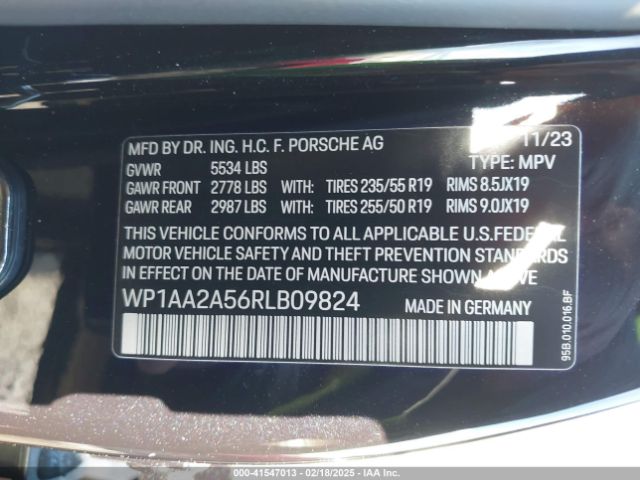 MFD BY DR. ING. H.C. F. PORSCHE AG 11/23
GVWR 5534 LBS TYPE: MPV
GAWR FRONT 2778 LBS WITH: TIRES 235/55 R19 RIMS 8.5JX19
GAWR REAR 2987 LBS WITH: TIRES 255/50 R19 RIMS 9.0JX19
THIS VEHICLE CONFORMS TO ALL APPLICABLE U.S.FEDERAL
MOTOR VEHICLE SAFETY AND THEFT PREVENTION STANDARDS
IN EFFECT ON THE DATE OF MANUFACTURE SHOWN ABOVE.
WP1AA2A56RLB09824 MADE IN GERMANY
95B.010.016.BF
000-41547013 - 02/18/2025 - IAA Inc.